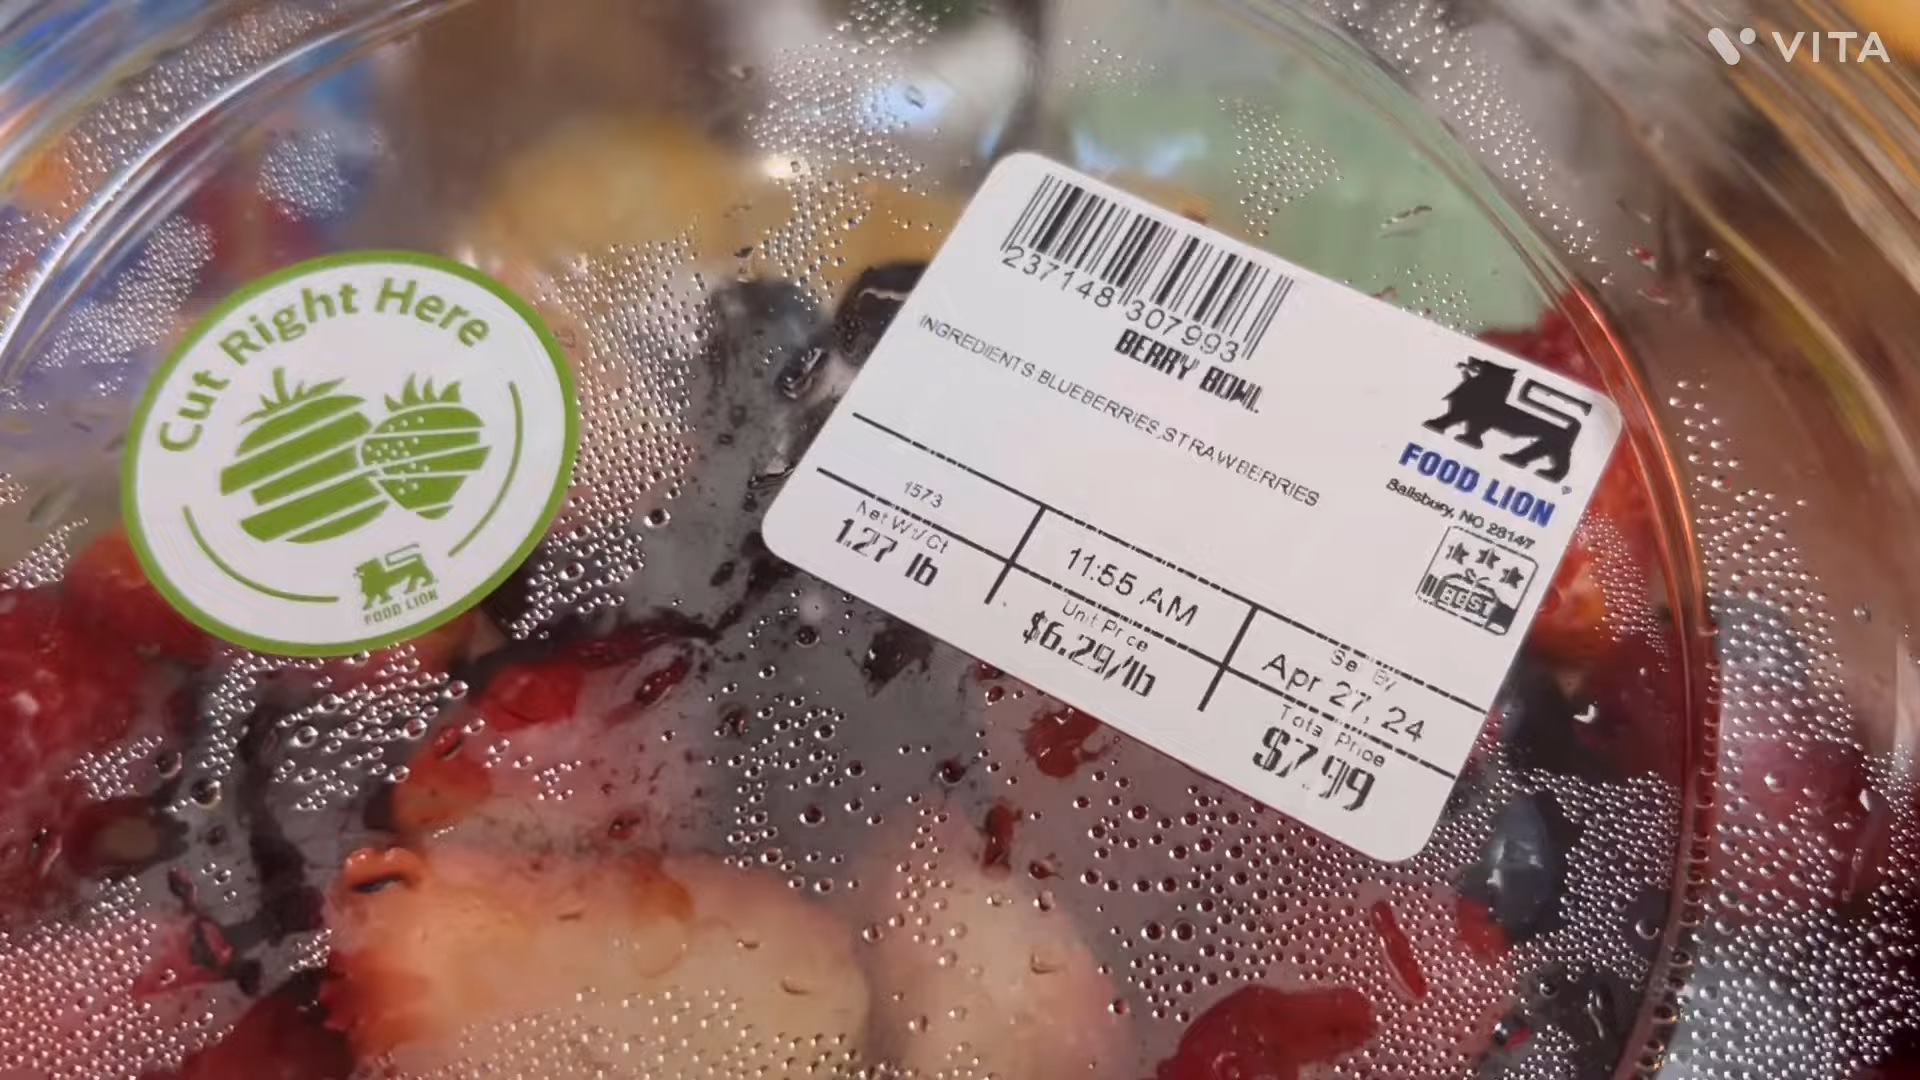 VITA
Cut Right Here
FOOD LION
237148 307993
BERRY BOWL
INGREDIENTS:BLUEBERRIES,STRAWBERRIES
FOOD LION
Salisbury, NC 28147
BEST
1573
11:55 AM
Sell By
Apr 27, 24
Net Wt/Ct
1.27 lb
Unit Price
$6.29/lb
Total Price
$7.99